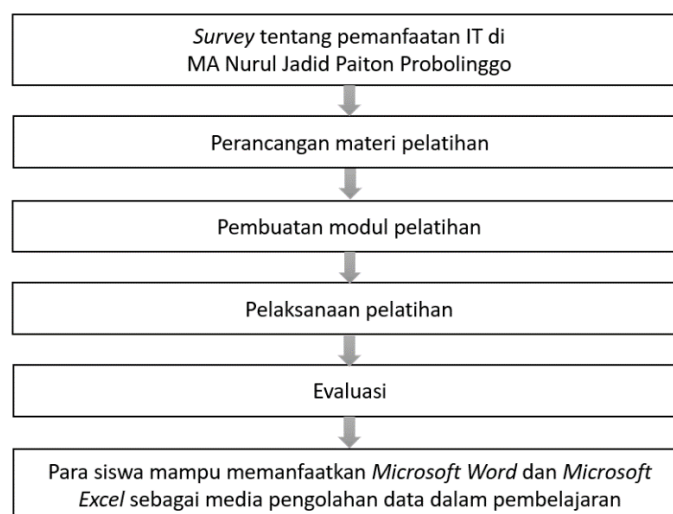 Survey tentang pemanfaatan IT di
MA Nurul Jadid Paiton Probolinggo
Perancangan materi pelatihan
Pembuatan modul pelatihan
Pelaksanaan pelatihan
Evaluasi
Para siswa mampu memanfaatkan Microsoft Word dan Microsoft
Excel sebagai media pengolahan data dalam pembelajaran